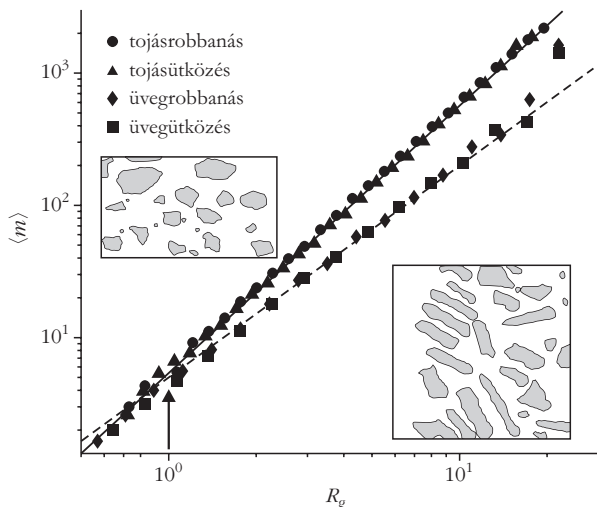 tojásrobbanás
tojásütközés
üvegrobbanás
üvegütközés
10³
10²
10¹
⟨m⟩
10⁰
10¹
R_g